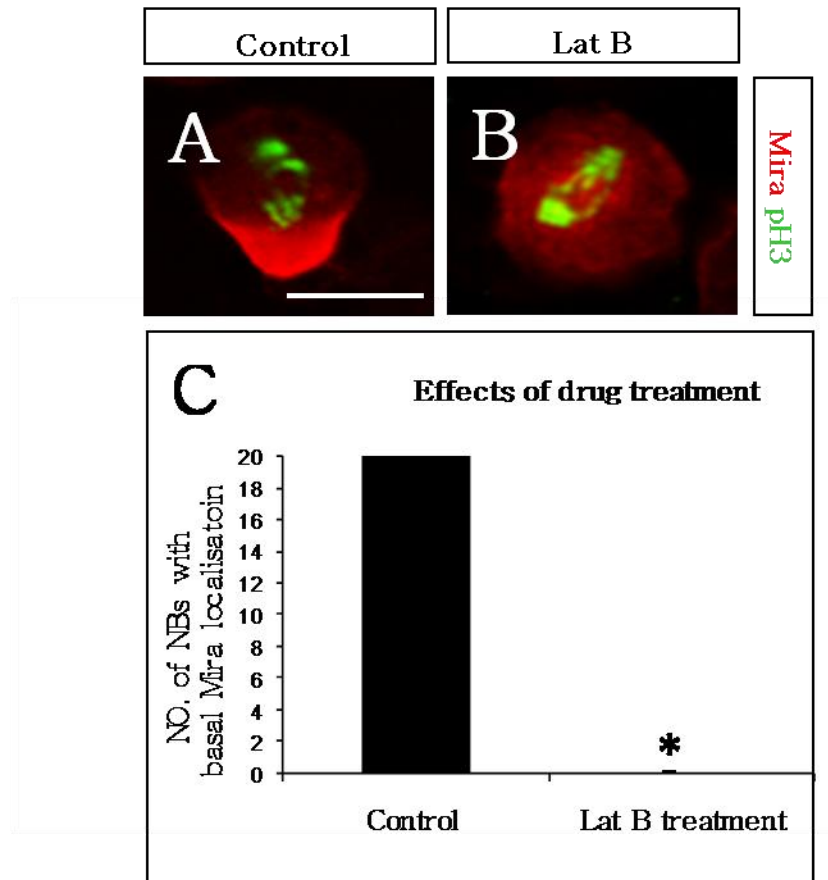 Control
Lat B
A
B
Mira pH3
C
Effects of drug treatment
NO. of NBs with
basal Mira localisatoin
20
18
16
14
12
10
8
6
4
2
0
*
Control
Lat B treatment